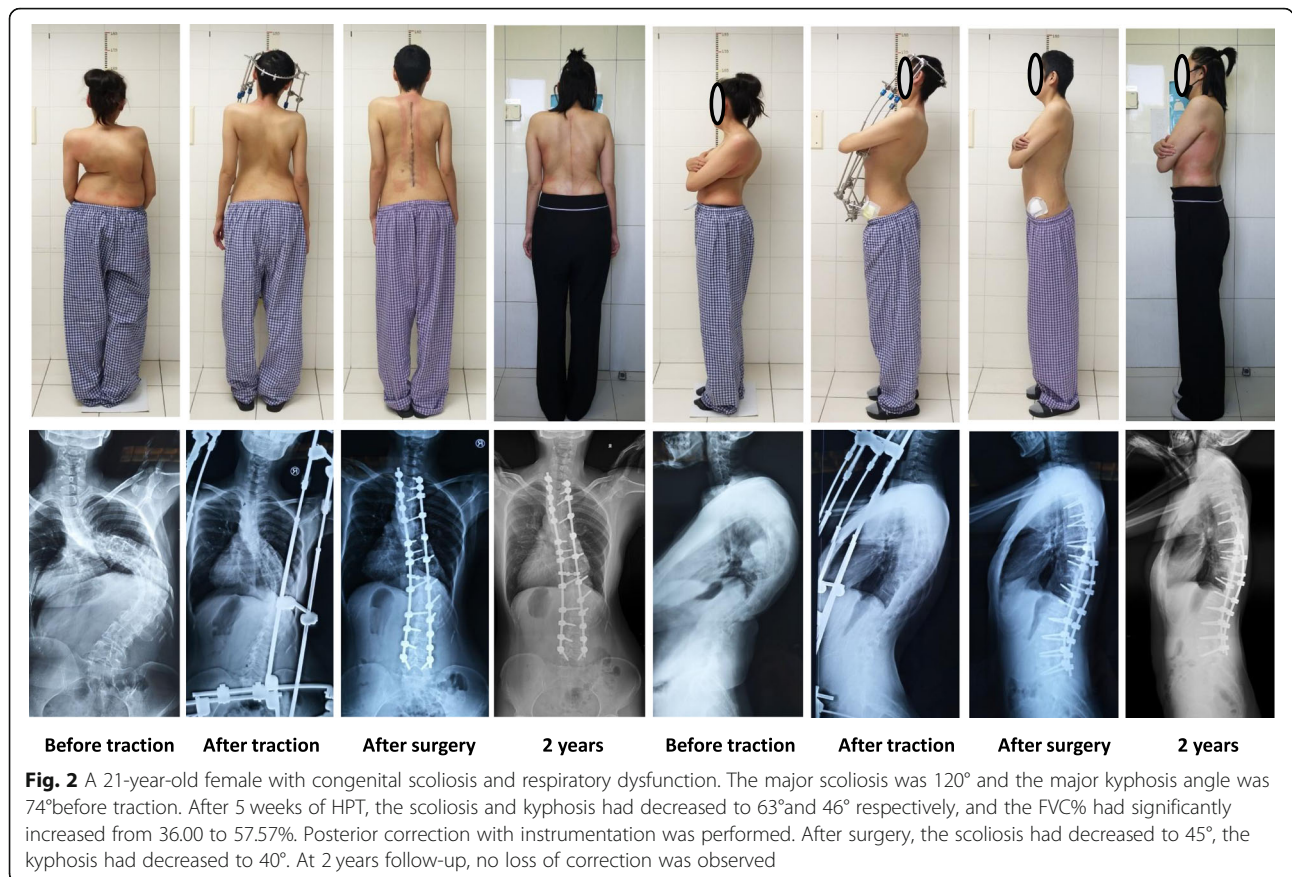 Before traction After traction After surgery 2 years Before traction After traction After surgery 2 years
Fig. 2 A 21-year-old female with congenital scoliosis and respiratory dysfunction. The major scoliosis was 120° and the major kyphosis angle was
74°before traction. After 5 weeks of HPT, the scoliosis and kyphosis had decreased to 63°and 46° respectively, and the FVC% had significantly
increased from 36.00 to 57.57%. Posterior correction with instrumentation was performed. After surgery, the scoliosis had decreased to 45°, the
kyphosis had decreased to 40°. At 2 years follow-up, no loss of correction was observed